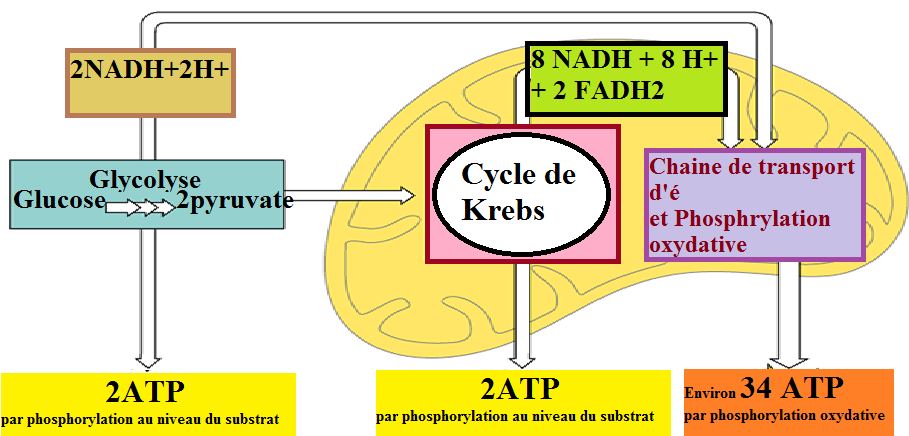 2NADH+2H+
8 NADH + 8 H+
+ 2 FADH2
Glycolyse
Glucose 2pyruvate
Cycle de
Krebs
Chaine de transport
d'é
et Phosphrylation
oxydative
2ATP
par phosphorylation au niveau du substrat
2ATP
par phosphorylation au niveau du substrat
Environ 34 ATP
par phosphorylation oxydative